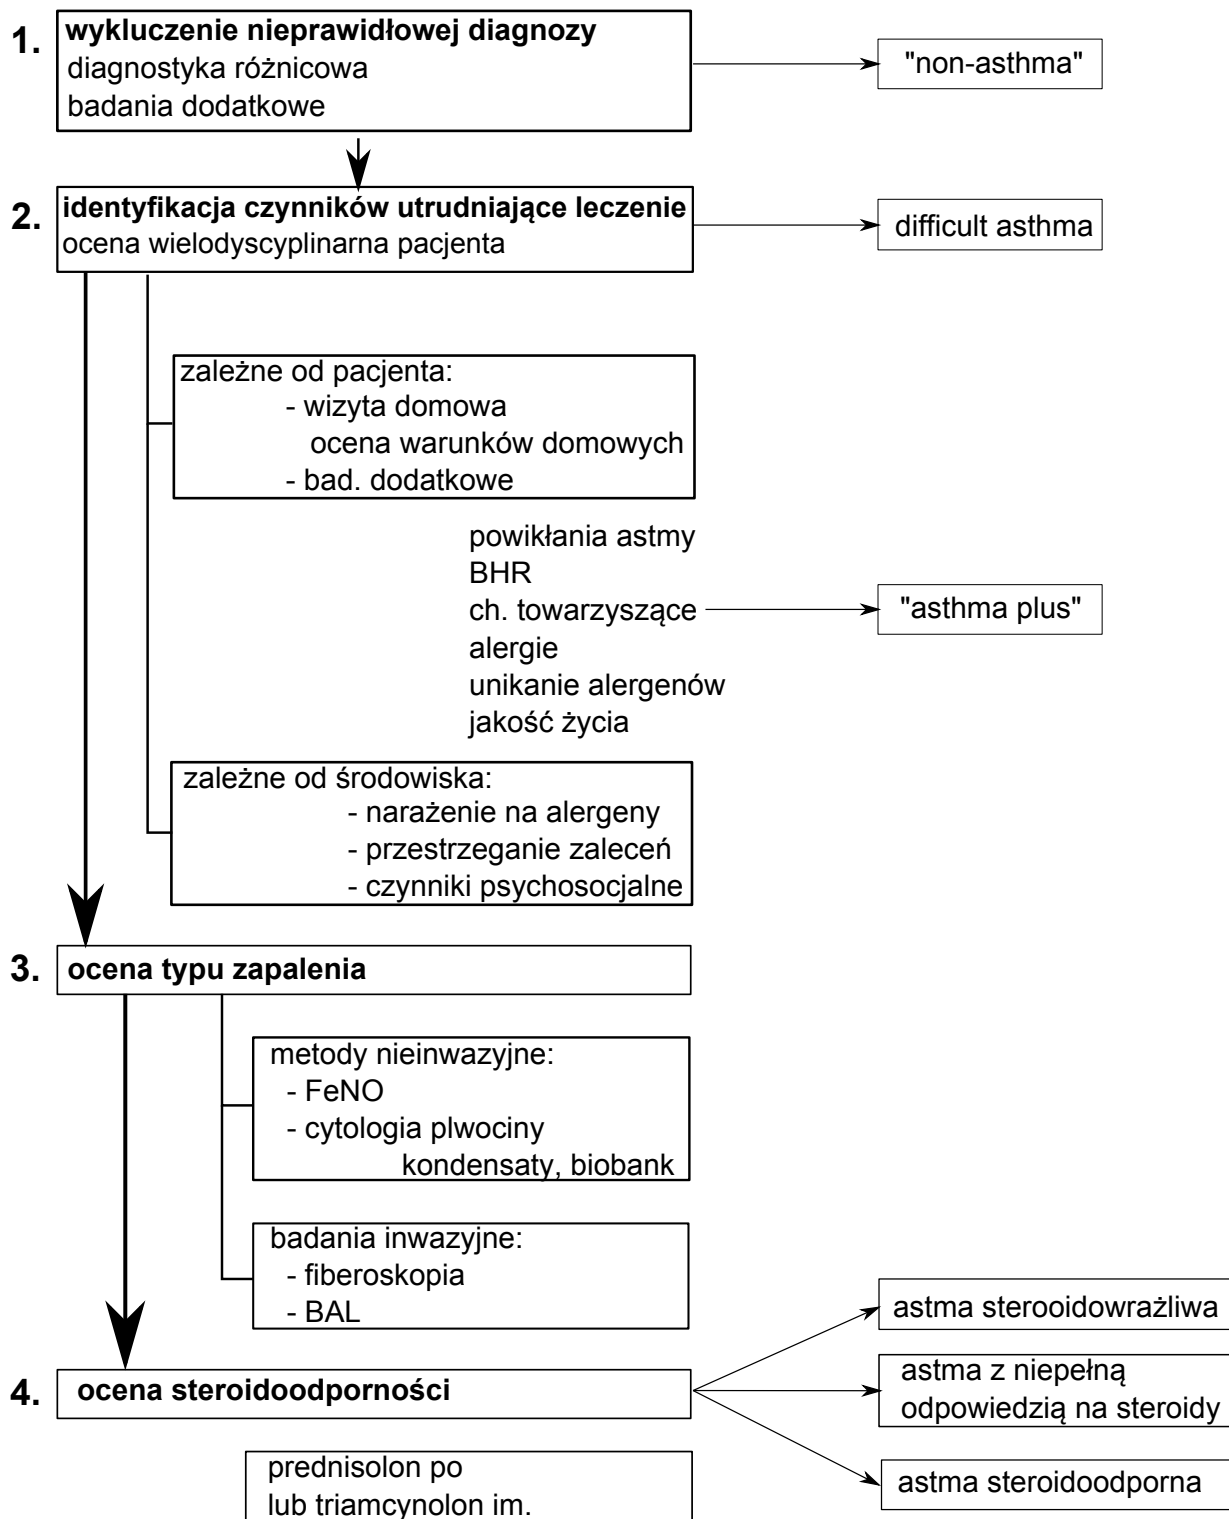 1.
wykluczenie nieprawidłowej diagnozy
diagnostyka różnicowa
badania dodatkowe
"non-asthma"
2.
identyfikacja czynników utrudniające leczenie
ocena wielodyscyplinarna pacjenta
difficult asthma
zależne od pacjenta:
- wizyta domowa
ocena warunków domowych
- bad. dodatkowe
powikłania astmy
BHR
ch. towarzyszące
"asthma plus"
alergie
unikanie alergenów
jakość życia
zależne od środowiska:
- narażenie na alergeny
- przestrzeganie zaleceń
- czynniki psychosocjalne
3.
ocena typu zapalenia
metody nieinwazyjne:
- FeNO
- cytologia plwociny
kondensaty, biobank
badania inwazyjne:
- fiberoskopia
- BAL
4.
ocena steroidoodporności
astma sterooidowrażliwa
astma z niepełną
odpowiedzią na steroidy
astma steroidoodporna
prednisolon po
lub triamcynolon im.